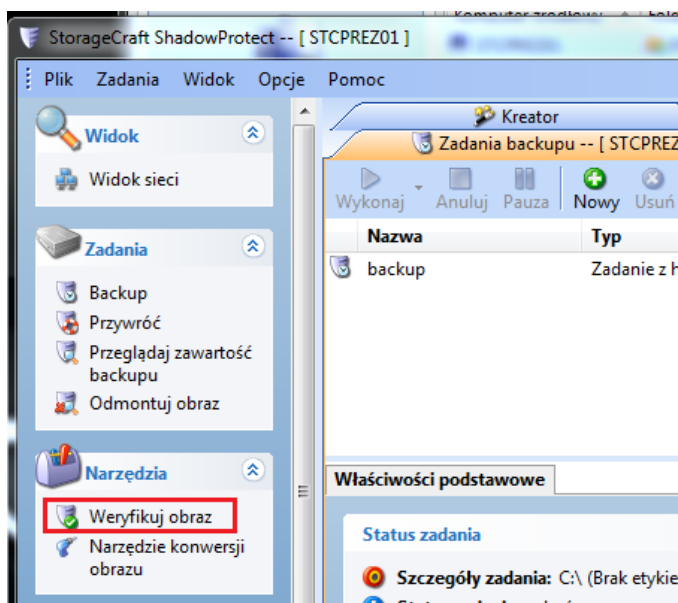 Komputer źródłowy
StorageCraft ShadowProtect -- [ STCPREZ01 ]
Plik Zadania Widok Opcje Pomoc
Widok
Widok sieci
Zadania
Backup
Przywróć
Przeglądaj zawartość
backupu
Odmontuj obraz
Narzędzia
Weryfikuj obraz
Narzędzie konwersji
obrazu
Kreator
Zadania backupu -- [ STCPREZ
Wykonaj Anuluj Pauza Nowy Usuń
Nazwa Typ
backup Zadanie z h
Właściwości podstawowe
Status zadania
Szczegóły zadania: C:\ (Brak etykie